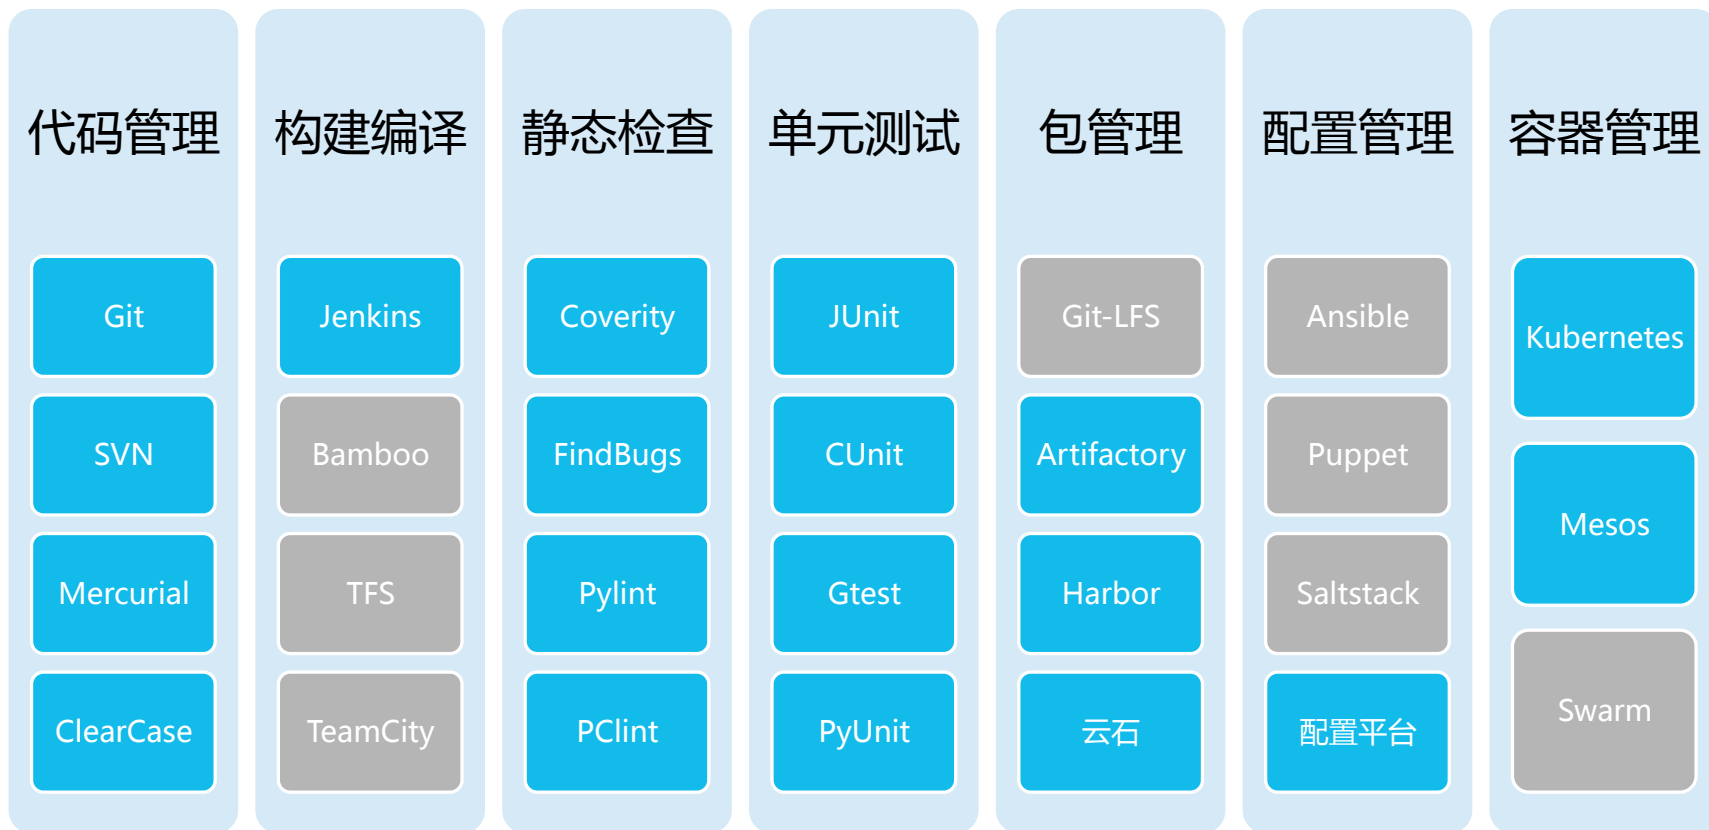 代码管理
Git
SVN
Mercurial
ClearCase
构建编译
Jenkins
Bamboo
TFS
TeamCity
静态检查
Coverity
FindBugs
Pylint
PClint
单元测试
JUnit
CUnit
Gtest
PyUnit
包管理
Git-LFS
Artifactory
Harbor
云石
配置管理
Ansible
Puppet
Saltstack
配置平台
容器管理
Kubernetes
Mesos
Swarm